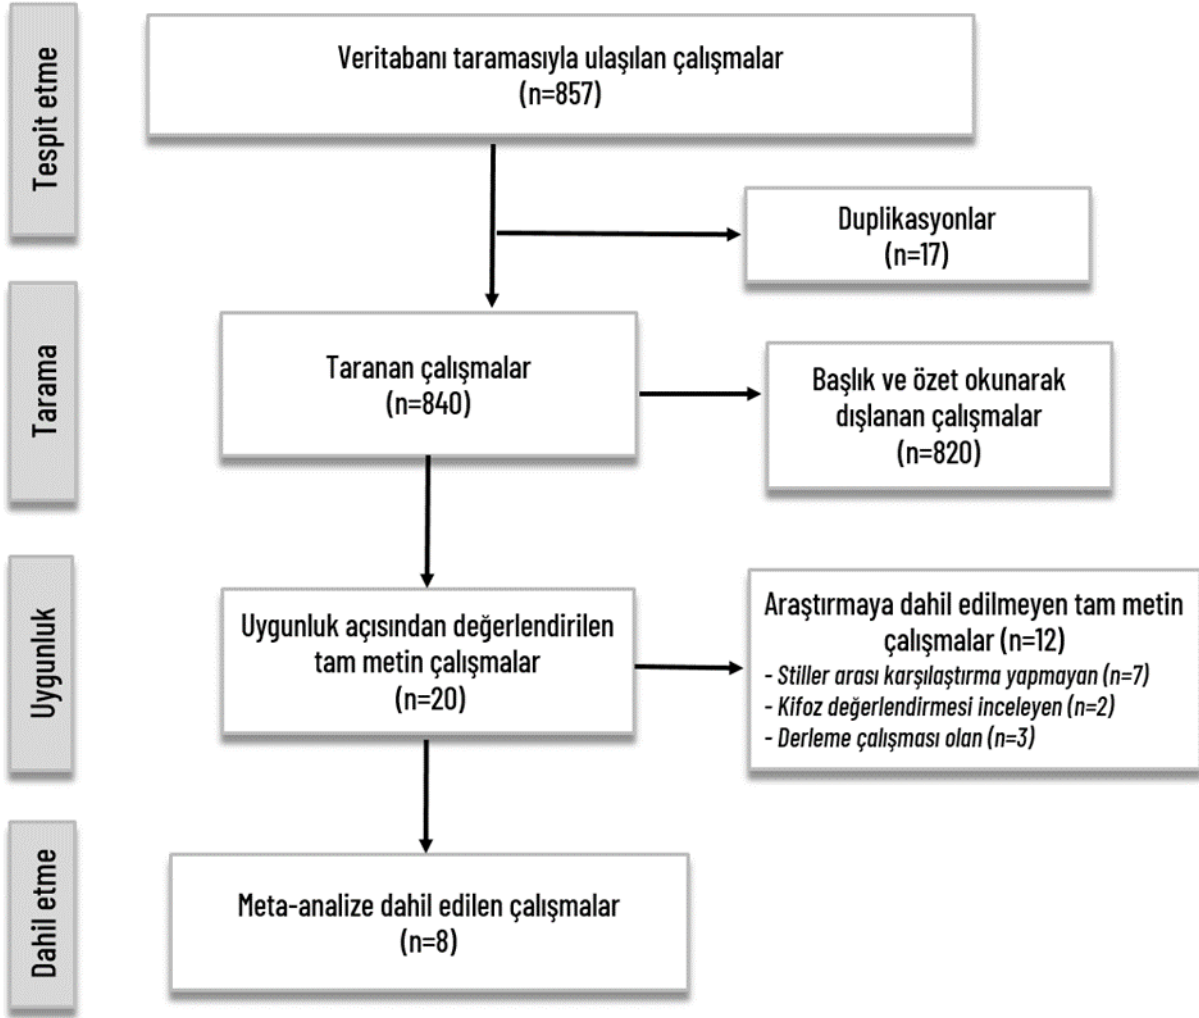 Tespit etme
Veritabanı taramasıyla ulaşılan çalışmalar
(n=857)
Duplikasyonlar
(n=17)
Tarama
Taranan çalışmalar
(n=840)
Başlık ve özet okunarak
dışlanan çalışmalar
(n=820)
Uygunluk
Uygunluk açısından değerlendirilen
tam metin çalışmalar
(n=20)
Araştırmaya dahil edilmeyen tam metin
çalışmalar (n=12)
- Stiller arası karşılaştırma yapmayan (n=7)
- Kifoz değerlendirmesi inceleyen (n=2)
- Derleme çalışması olan (n=3)
Dahil etme
Meta-analize dahil edilen çalışmalar
(n=8)